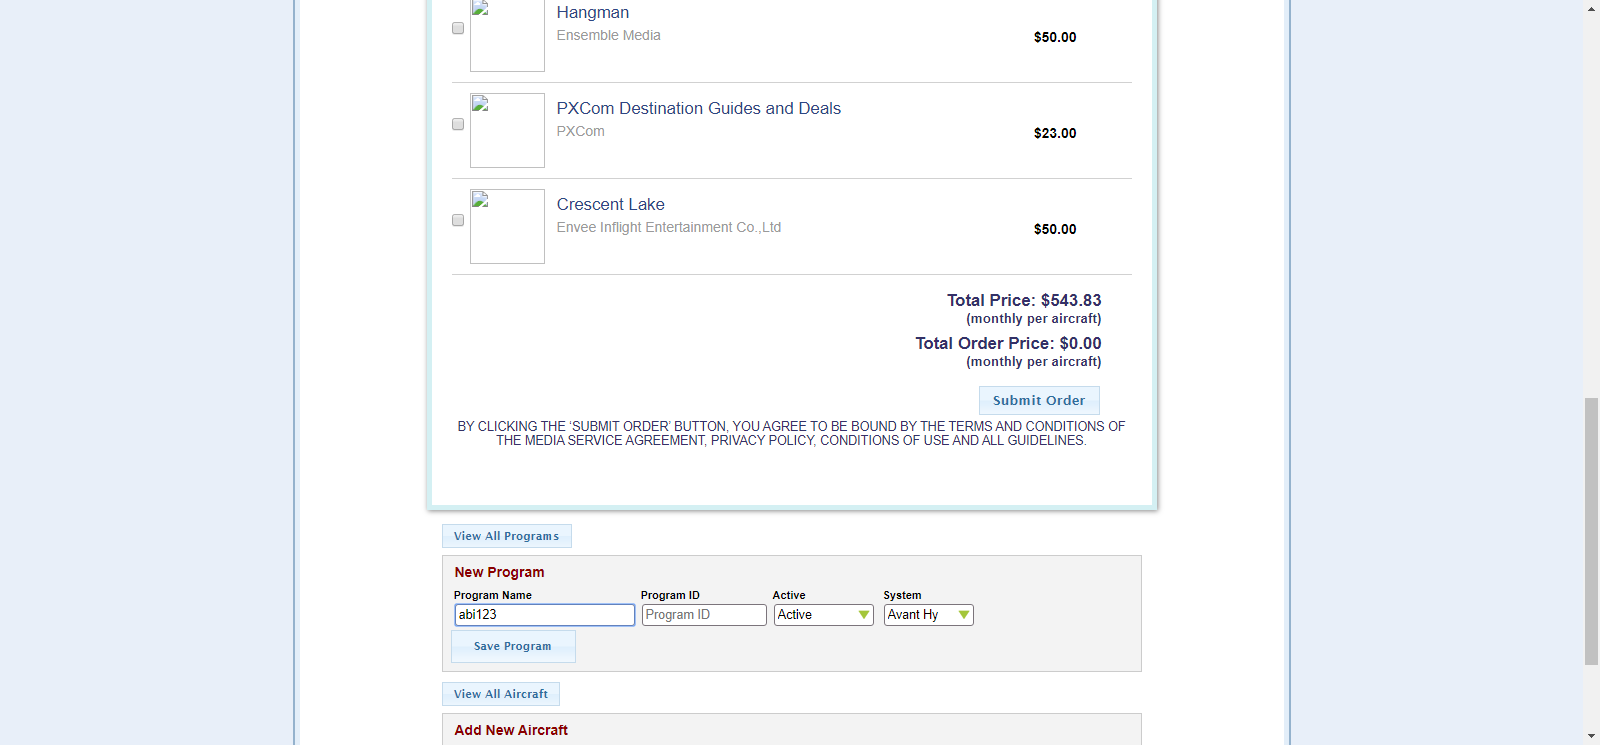 Hangman
Ensemble Media
$50.00
PXCom Destination Guides and Deals
PXCom
$23.00
Crescent Lake
Envee Inflight Entertainment Co.,Ltd
$50.00
Total Price: $543.83
(monthly per aircraft)
Total Order Price: $0.00
(monthly per aircraft)
Submit Order
BY CLICKING THE ‘SUBMIT ORDER’ BUTTON, YOU AGREE TO BE BOUND BY THE TERMS AND CONDITIONS OF
THE MEDIA SERVICE AGREEMENT, PRIVACY POLICY, CONDITIONS OF USE AND ALL GUIDELINES.
View All Programs
New Program
Program Name Program ID Active System
abi123 Program ID Active Avant Hy
Save Program
View All Aircraft
Add New Aircraft